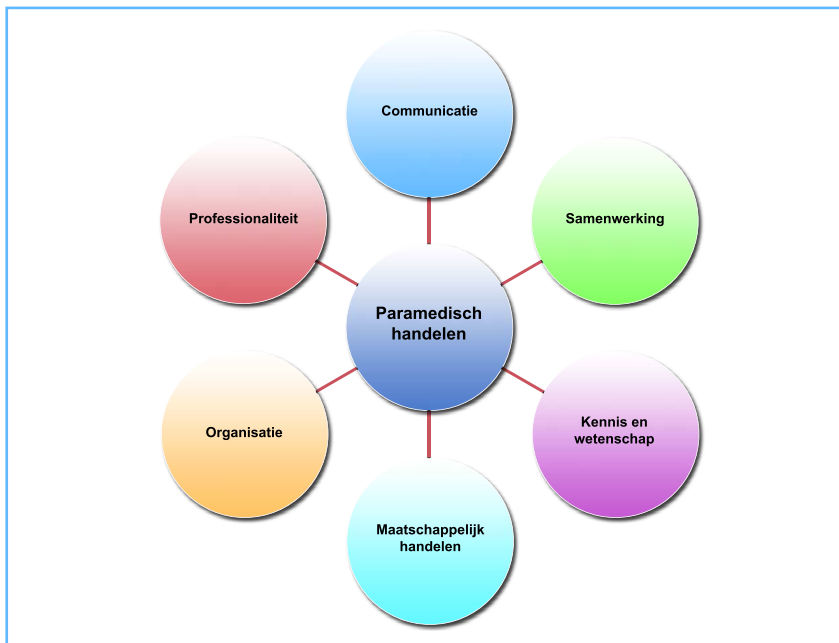 Communicatie
Professionaliteit
Samenwerking
Paramedisch
handelen
Organisatie
Kennis en
wetenschap
Maatschappelijk
handelen